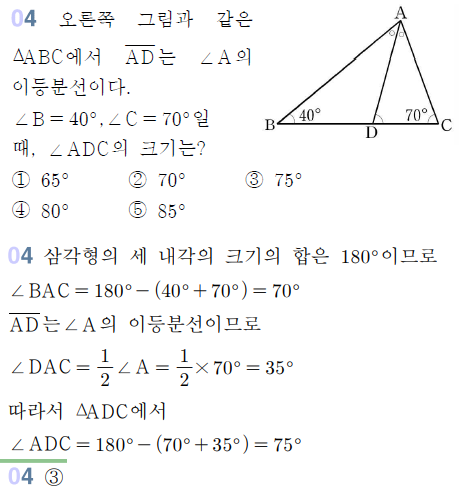 04 오른쪽 그림과 같은
△ABC에서 AD는 ∠A의
이등분선이다.
∠B=40°, ∠C=70°일
때, ∠ADC의 크기는?
① 65° ② 70° ③ 75°
④ 80° ⑤ 85°
A
B 40° D 70° C
04 삼각형의 세 내각의 크기의 합은 180°이므로
∠BAC=180°-(40°+70°)=70°
AD는∠A의 이등분선이므로
∠DAC=1/2∠A=1/2×70°=35°
따라서 △ADC에서
∠ADC=180°-(70°+35°)=75°
04 ③